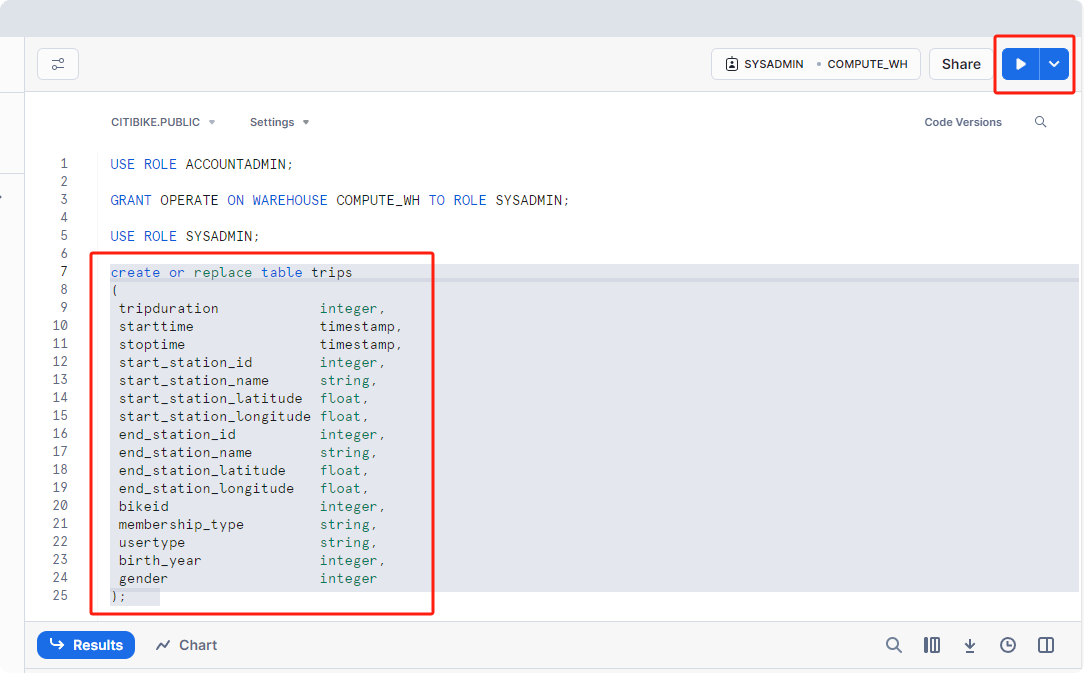 SYSADMIN • COMPUTE_WH Share
CITIBIKE.PUBLIC Settings Code Versions
1 USE ROLE ACCOUNTADMIN;
2
3 GRANT OPERATE ON WAREHOUSE COMPUTE_WH TO ROLE SYSADMIN;
4
5 USE ROLE SYSADMIN;
6
7 create or replace table trips
8 (
9 tripduration integer,
10 starttime timestamp,
11 stoptime timestamp,
12 start_station_id integer,
13 start_station_name string,
14 start_station_latitude float,
15 start_station_longitude float,
16 end_station_id integer,
17 end_station_name string,
18 end_station_latitude float,
19 end_station_longitude float,
20 bikeid integer,
21 membership_type string,
22 usertype string,
23 birth_year integer,
24 gender integer
25 );
Results Chart